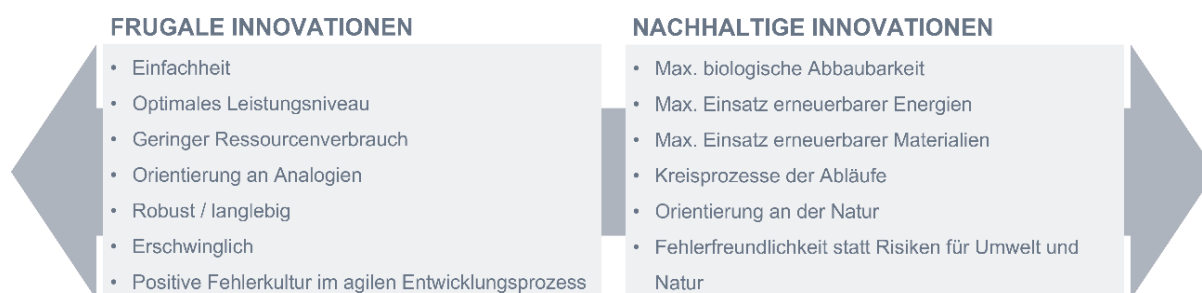 FRUGALE INNOVATIONEN
• Einfachheit
• Optimales Leistungsniveau
• Geringer Ressourcenverbrauch
• Orientierung an Analogien
• Robust / langlebig
• Erschwinglich
• Positive Fehlerkultur im agilen Entwicklungsprozess
NACHHALTIGE INNOVATIONEN
• Max. biologische Abbaubarkeit
• Max. Einsatz erneuerbarer Energien
• Max. Einsatz erneuerbarer Materialien
• Kreisprozesse der Abläufe
• Orientierung an der Natur
• Fehlerfreundlichkeit statt Risiken für Umwelt und
Natur